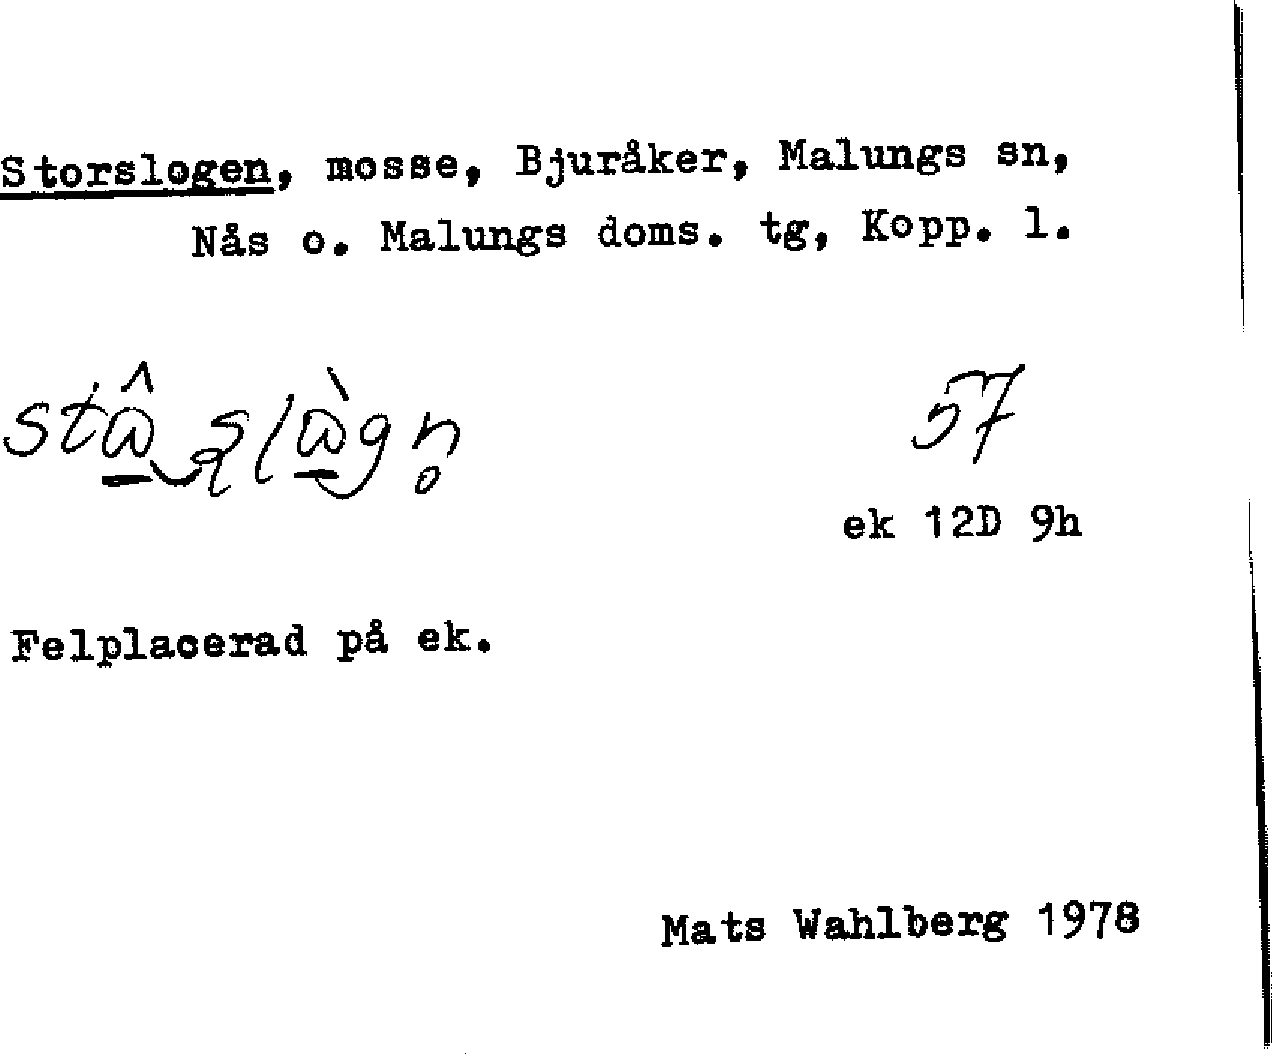 Storslogen, mosse, Bjuråker, Malungs sn,
Nås o. Malungs doms. tg, Kopp. l.
57
ek 12D 9h
Felplacerad på ek.
Mats Wahlberg 1978